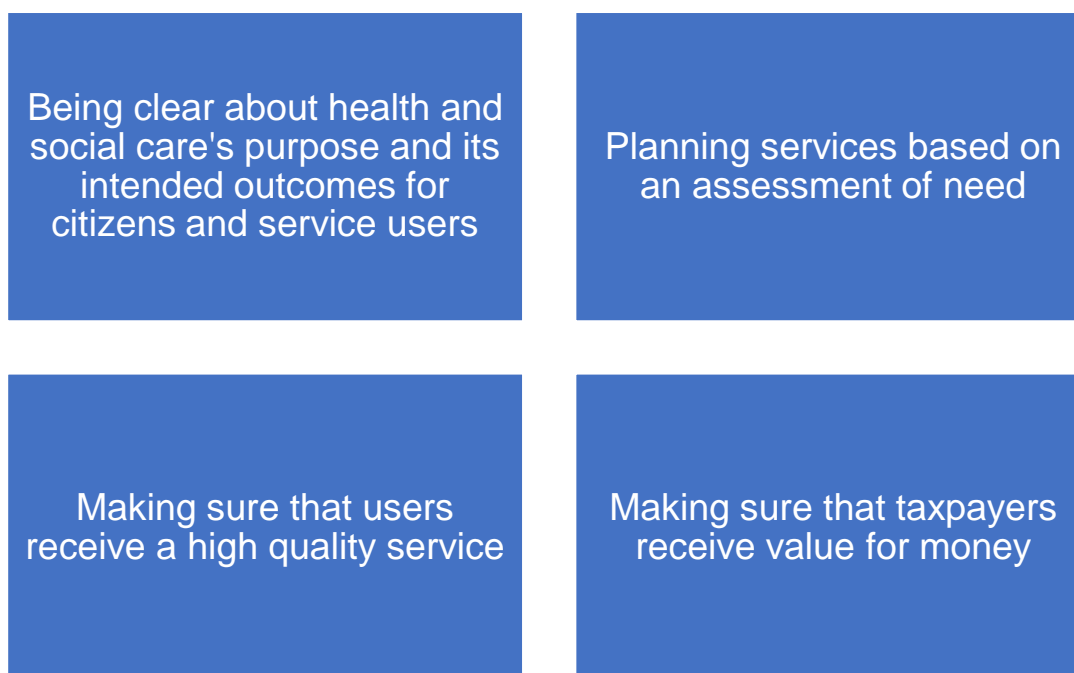 Being clear about health and
social care's purpose and its
intended outcomes for
citizens and service users
Planning services based on
an assessment of need
Making sure that users
receive a high quality service
Making sure that taxpayers
receive value for money